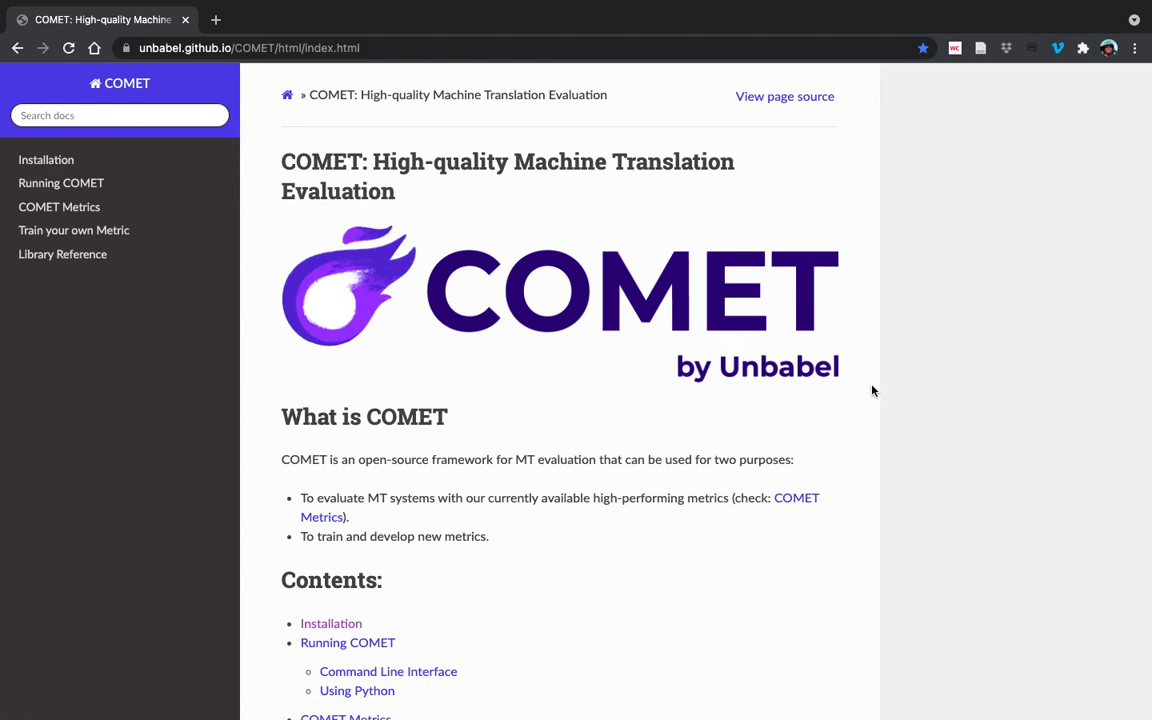 COMET: High-quality Machine
unbabel.github.io/COMET/html/index.html
WC
COMET
Search docs
Installation
Running COMET
COMET Metrics
Train your own Metric
Library Reference
» COMET: High-quality Machine Translation Evaluation
View page source
COMET: High-quality Machine Translation
Evaluation
COMET
by Unbabel
What is COMET
COMET is an open-source framework for MT evaluation that can be used for two purposes:
• To evaluate MT systems with our currently available high-performing metrics (check: COMET
Metrics).
• To train and develop new metrics.
Contents:
• Installation
• Running COMET
◦ Command Line Interface
◦ Using Python
• COMET Metrics